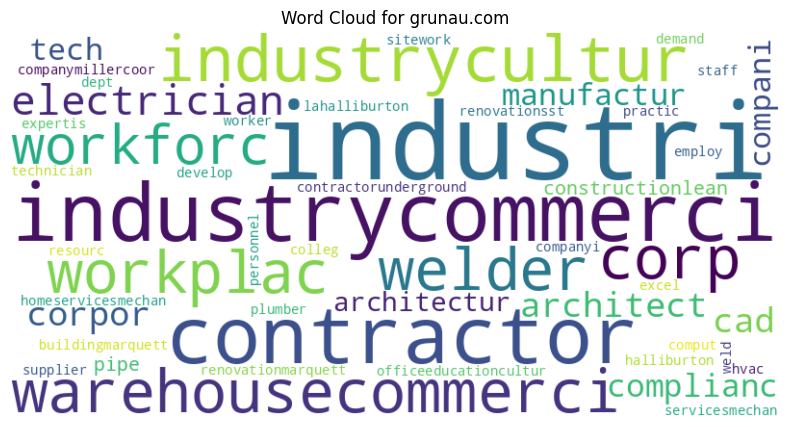 Word Cloud for grunau.com
tech
industrycultur
sitework
demand
companymillercoor
dept
staff
compani
electrician
lahalliburton
manufactur
expertis
worker
renovationsst
practic
workforc
industri
employ
technician
develop
industrycommerci
contractorunderground
constructionlean
personnel
resourc
colleg
companyi
workplac
welder
corp
homeservicesmechan
plumber
architectur
architect
excel
corpor
contractor
cad
buildingmarquett
comput
weld
supplier
pipe
renovationmarquett
officeeducationcultur
halliburton
hvac
warehousecommerci
complianc
servicesmechan